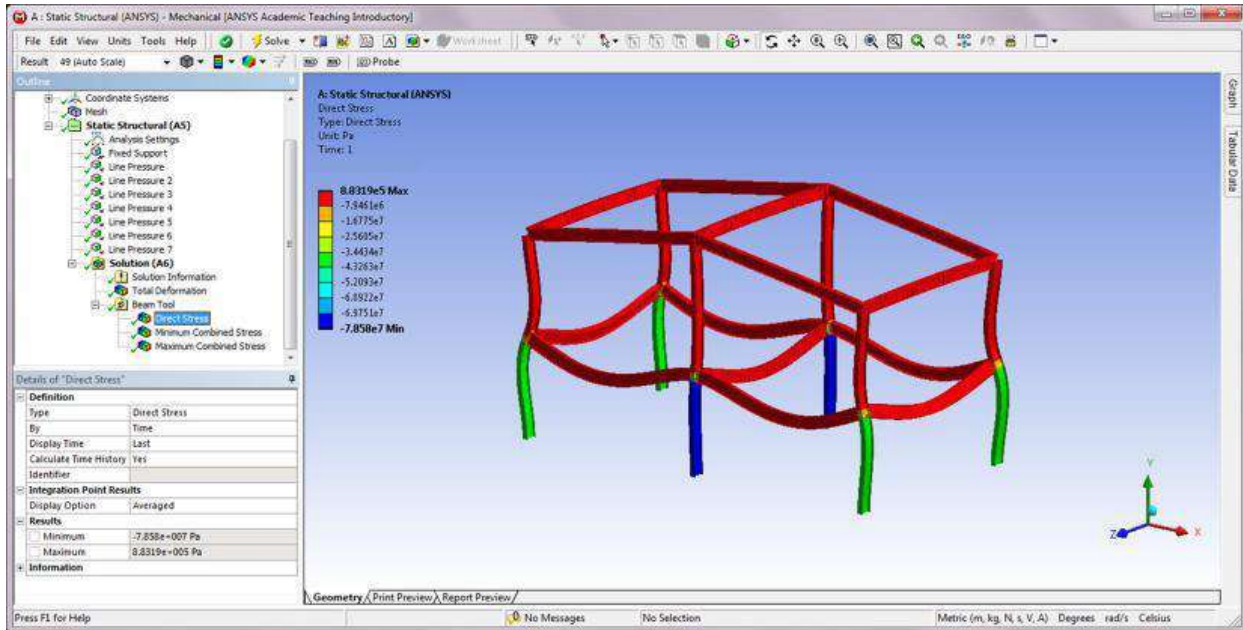 A : Static Structural (ANSYS) - Mechanical [ANSYS Academic Teaching Introductory]
File Edit View Units Tools Help Solve Worksheet
Result 49 (Auto Scale) Probe
Outline
Coordinate Systems
Mesh
Static Structural (A5)
Analysis Settings
Fixed Support
Line Pressure
Line Pressure 2
Line Pressure 3
Line Pressure 4
Line Pressure 5
Line Pressure 6
Line Pressure 7
Solution (A6)
Solution Information
Total Deformation
Beam Tool
Direct Stress
Minimum Combined Stress
Maximum Combined Stress
Details of "Direct Stress"
Definition
Type Direct Stress
By Time
Display Time Last
Calculate Time History Yes
Identifier
Integration Point Results
Display Option Averaged
Results
Minimum -7.858e+007 Pa
Maximum 8.8319e+005 Pa
Information
A: Static Structural (ANSYS)
Direct Stress
Type: Direct Stress
Unit: Pa
Time: 1
8.8319e5 Max
-7.9461e6
-1.6775e7
-2.5605e7
-3.4434e7
-4.3263e7
-5.2093e7
-6.0922e7
-6.9751e7
-7.858e7 Min
Y
Z
X
Graph
Tabular Data
Geometry Print Preview Report Preview
Press F1 for Help No Messages No Selection Metric (m, kg, N, s, V, A) Degrees rad/s Celsius